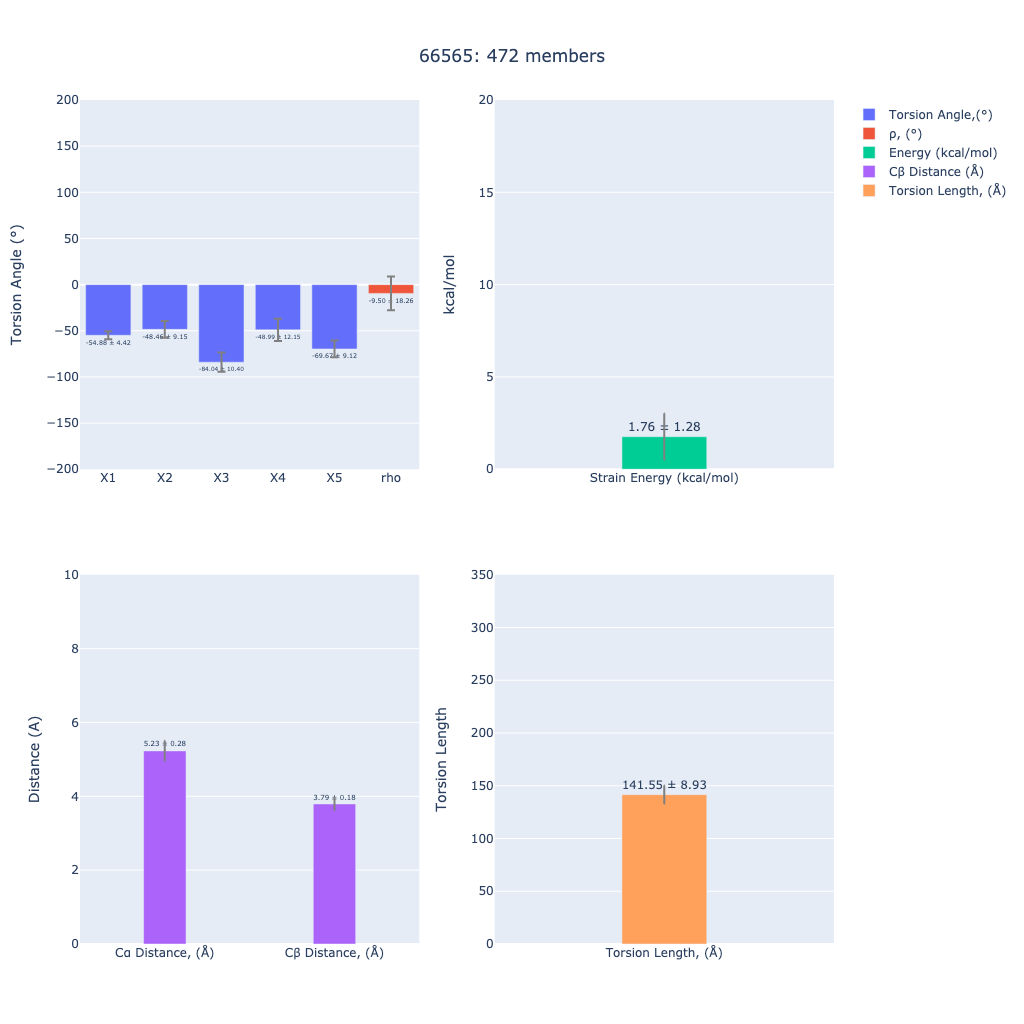 66565: 472 members
Torsion Angle (°)
200
150
100
50
0
−50
−100
−150
−200
-54.88 ± 4.42
-48.46 ± 9.15
-84.04 ± 10.40
-48.99 ± 12.15
-69.67 ± 9.12
-9.50 ± 18.26
X1
X2
X3
X4
X5
rho
kcal/mol
20
15
10
5
0
1.76 ± 1.28
Strain Energy (kcal/mol)
Torsion Angle,(°)
ρ, (°)
Energy (kcal/mol)
Cβ Distance (Å)
Torsion Length, (Å)
Distance (A)
10
8
6
4
2
0
5.23 ± 0.28
3.79 ± 0.18
Cα Distance, (Å)
Cβ Distance, (Å)
Torsion Length
350
300
250
200
150
100
50
0
141.55 ± 8.93
Torsion Length, (Å)